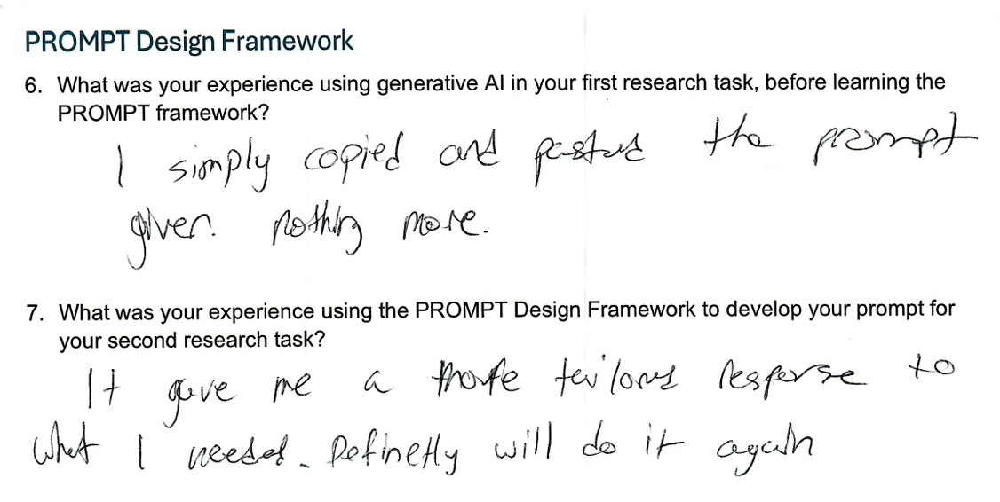 PROMPT Design Framework
6. What was your experience using generative AI in your first research task, before learning the
PROMPT framework?
I simply copied and pasted the prompt
given. nothing more.
7. What was your experience using the PROMPT Design Framework to develop your prompt for
your second research task?
It gave me a more teilored response to
what I needed. Definetly will do it again